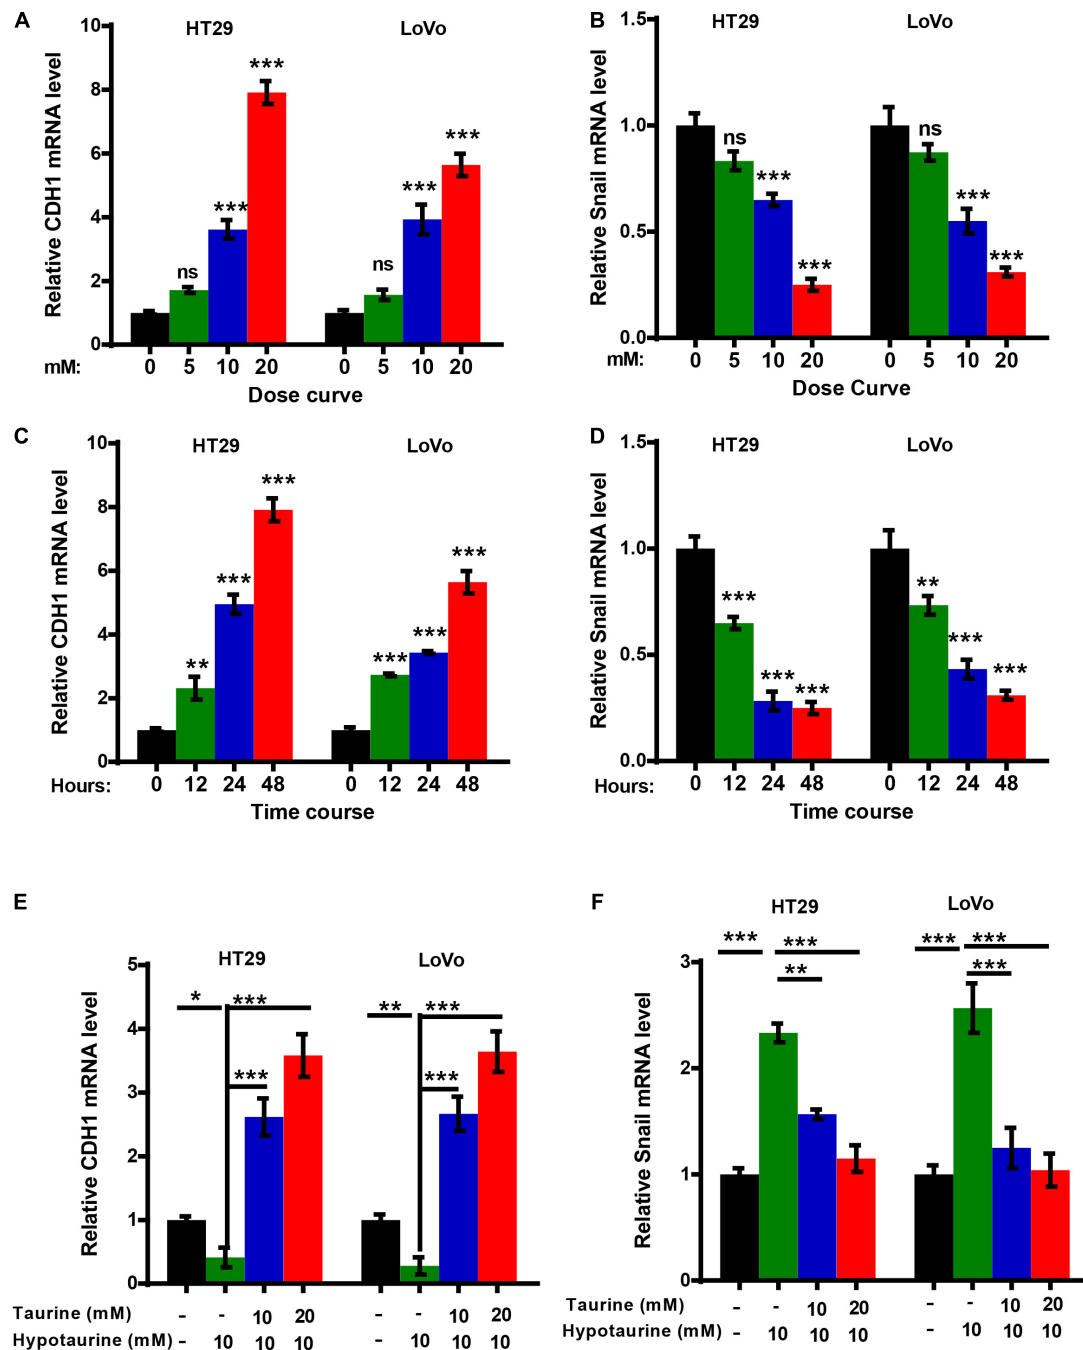 A
HT29
LoVo
Relative CDH1 mRNA level
10
8
6
4
2
0
ns
***
***
ns
***
***
mM: 0 5 10 20 0 5 10 20
Dose curve
B
HT29
LoVo
Relative Snail mRNA level
1.5
1.0
0.5
0.0
ns
***
***
ns
***
***
mM: 0 5 10 20 0 5 10 20
Dose Curve
C
HT29
LoVo
Relative CDH1 mRNA level
10
8
6
4
2
0
**
***
***
***
***
***
Hours: 0 12 24 48 0 12 24 48
Time course
D
HT29
LoVo
Relative Snail mRNA level
1.5
1.0
0.5
0.0
***
***
***
**
***
***
Hours: 0 12 24 48 0 12 24 48
Time course
E
HT29
LoVo
Relative CDH1 mRNA level
5
4
3
2
1
0
* ***
***
** ***
***
Taurine (mM) - - 10 20 - - 10 20
Hypotaurine (mM) - 10 10 10 - 10 10 10
F
HT29
LoVo
Relative Snail mRNA level
3
2
1
0
*** ***
**
*** ***
***
Taurine (mM) - - 10 20 - - 10 20
Hypotaurine (mM) - 10 10 10 - 10 10 10